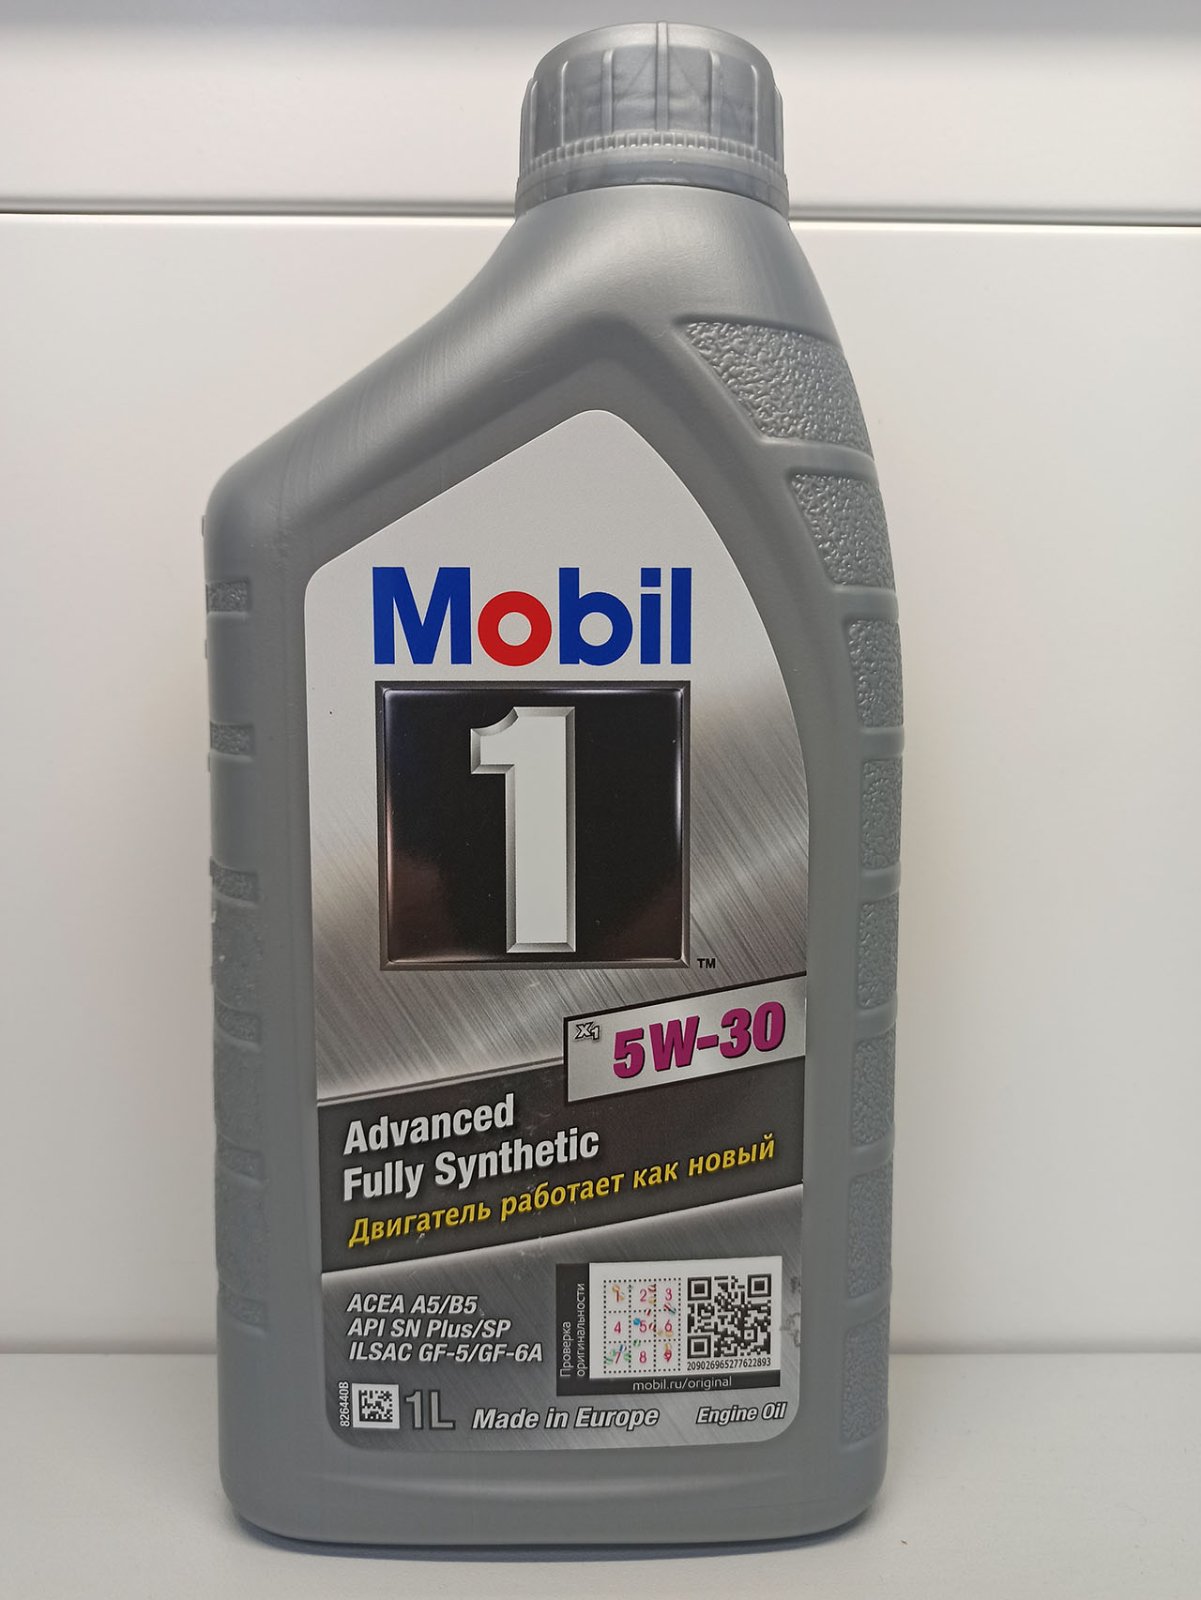 Mobil
1
TM
X1
5W-30
Advanced
Fully Synthetic
Двигатель работает как новый
ACEA A5/B5
API SN Plus/SP
ILSAC GF-5/GF-6A
Проверка
оригинальности
1 2 3
4 5 6
7 8 9
209026965277622893
mobil.ru/original
826440B
1L
Made in Europe
Engine Oil